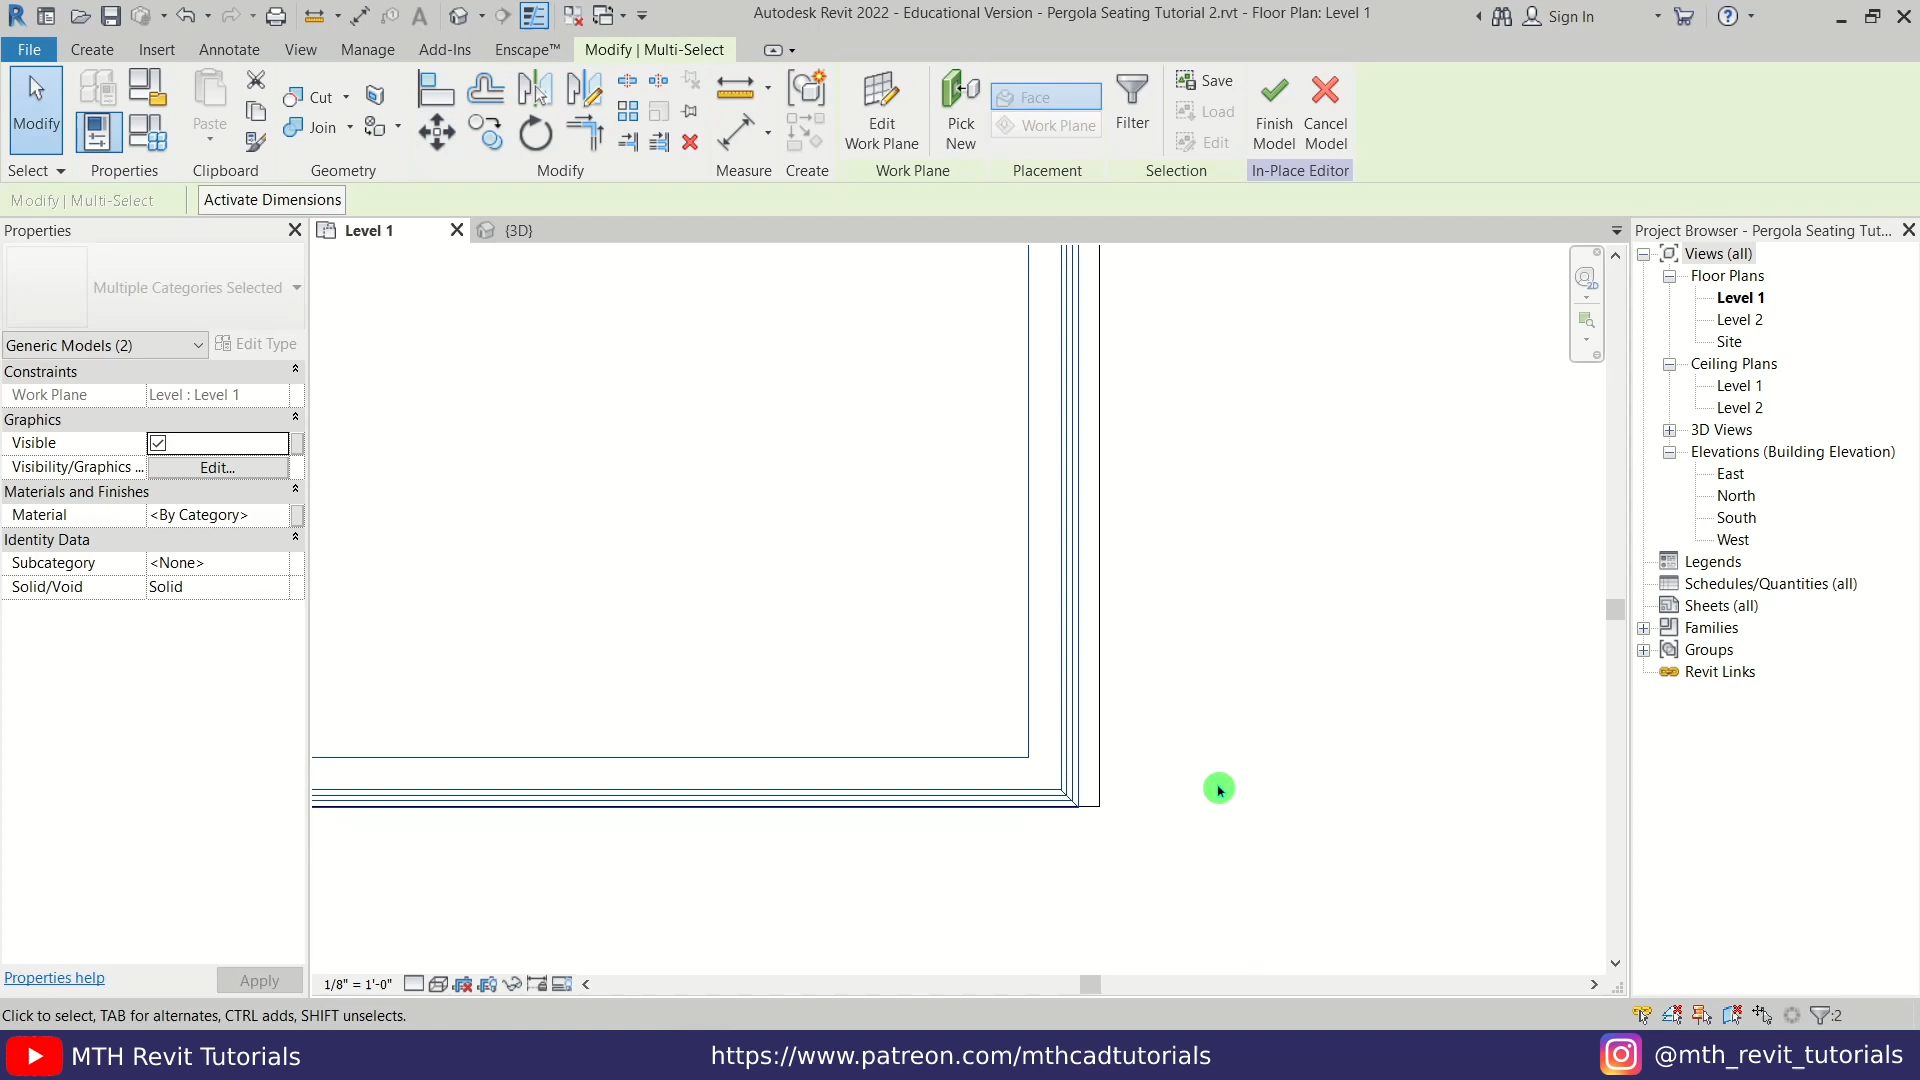 Autodesk Revit 2022 - Educational Version - Pergola Seating Tutorial 2.rvt - Floor Plan: Level 1
Sign In
File Create Insert Annotate View Manage Add-Ins Enscape™ Modify | Multi-Select
Modify
Paste
Cut
Join
Edit
Work Plane
Pick
New
Face
Work Plane
Filter
Save
Load
Edit
Finish
Model
Cancel
Model
Select Properties Clipboard Geometry Modify Measure Create Work Plane Placement Selection In-Place Editor
Modify | Multi-Select Activate Dimensions
Properties
Multiple Categories Selected
Generic Models (2) Edit Type
Constraints
Work Plane Level : Level 1
Graphics
Visible
Visibility/Graphics ... Edit...
Materials and Finishes
Material <By Category>
Identity Data
Subcategory <None>
Solid/Void Solid
Properties help Apply
Level 1 {3D}
2D
1/8" = 1'-0"
Project Browser - Pergola Seating Tut...
Views (all)
Floor Plans
Level 1
Level 2
Site
Ceiling Plans
Level 1
Level 2
3D Views
Elevations (Building Elevation)
East
North
South
West
Legends
Schedules/Quantities (all)
Sheets (all)
Families
Groups
Revit Links
Click to select, TAB for alternates, CTRL adds, SHIFT unselects.
:2
MTH Revit Tutorials
https://www.patreon.com/mthcadtutorials
@mth_revit_tutorials